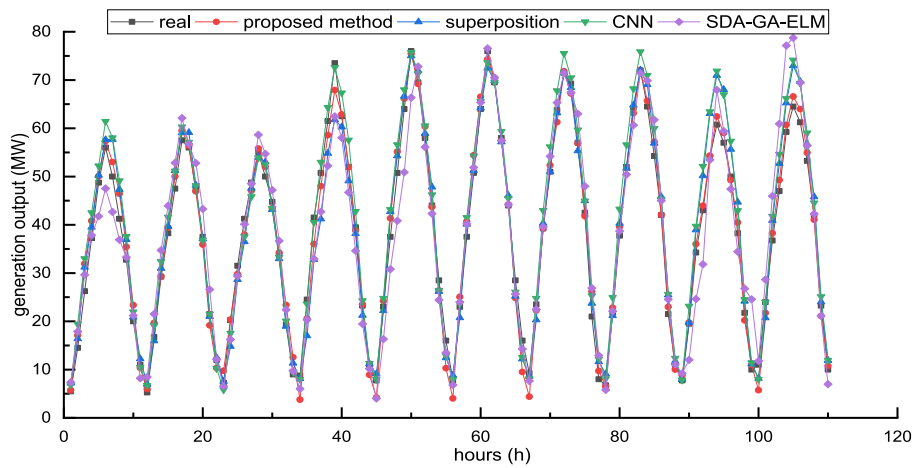 real proposed method superposition CNN SDA-GA-ELM
80
70
60
50
40
30
20
10
0
generation output (MW)
0 20 40 60 80 100 120
hours (h)